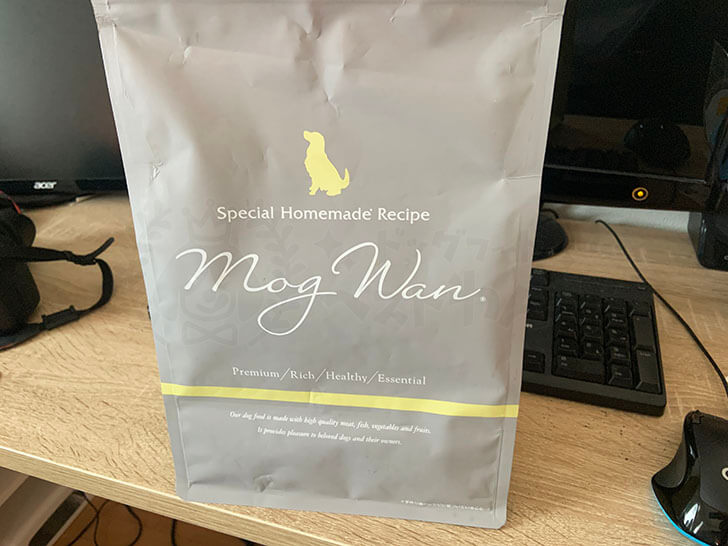 acer
Special Homemade Recipe
Mog Wan®
Premium/Rich/Healthy/Essential
Our dog food is made with high quality meat, fish, vegetables and fruits.
It provides pleasure to beloved dogs and their owners.